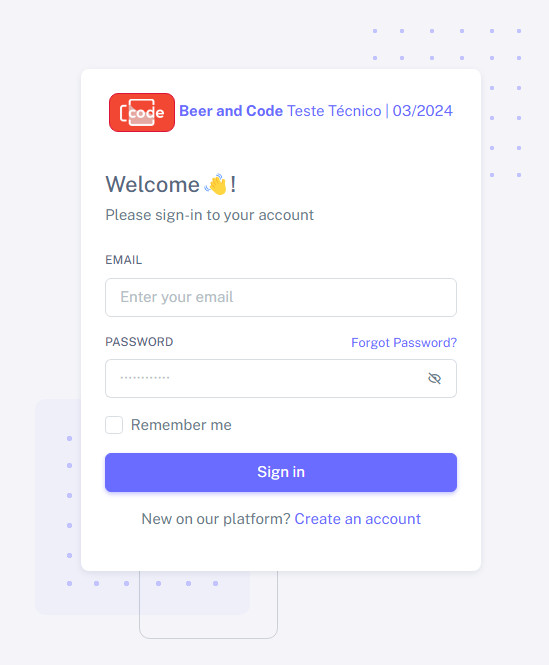 code Beer and Code Teste Técnico | 03/2024
Welcome 👋!
Please sign-in to your account
EMAIL
Enter your email
PASSWORD Forgot Password?
············
Remember me
Sign in
New on our platform? Create an account